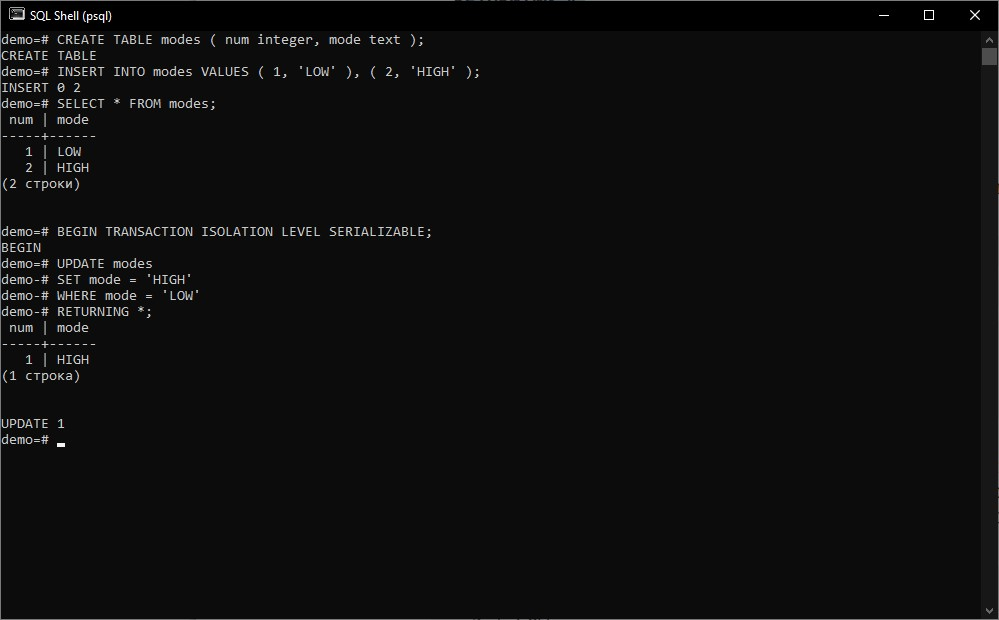 SQL Shell (psql)
demo=# CREATE TABLE modes ( num integer, mode text );
CREATE TABLE
demo=# INSERT INTO modes VALUES ( 1, 'LOW' ), ( 2, 'HIGH' );
INSERT 0 2
demo=# SELECT * FROM modes;
 num | mode
-----+------
   1 | LOW
   2 | HIGH
(2 строки)
demo=# BEGIN TRANSACTION ISOLATION LEVEL SERIALIZABLE;
BEGIN
demo=# UPDATE modes
demo-# SET mode = 'HIGH'
demo-# WHERE mode = 'LOW'
demo-# RETURNING *;
 num | mode
-----+------
   1 | HIGH
(1 строка)
UPDATE 1
demo=#